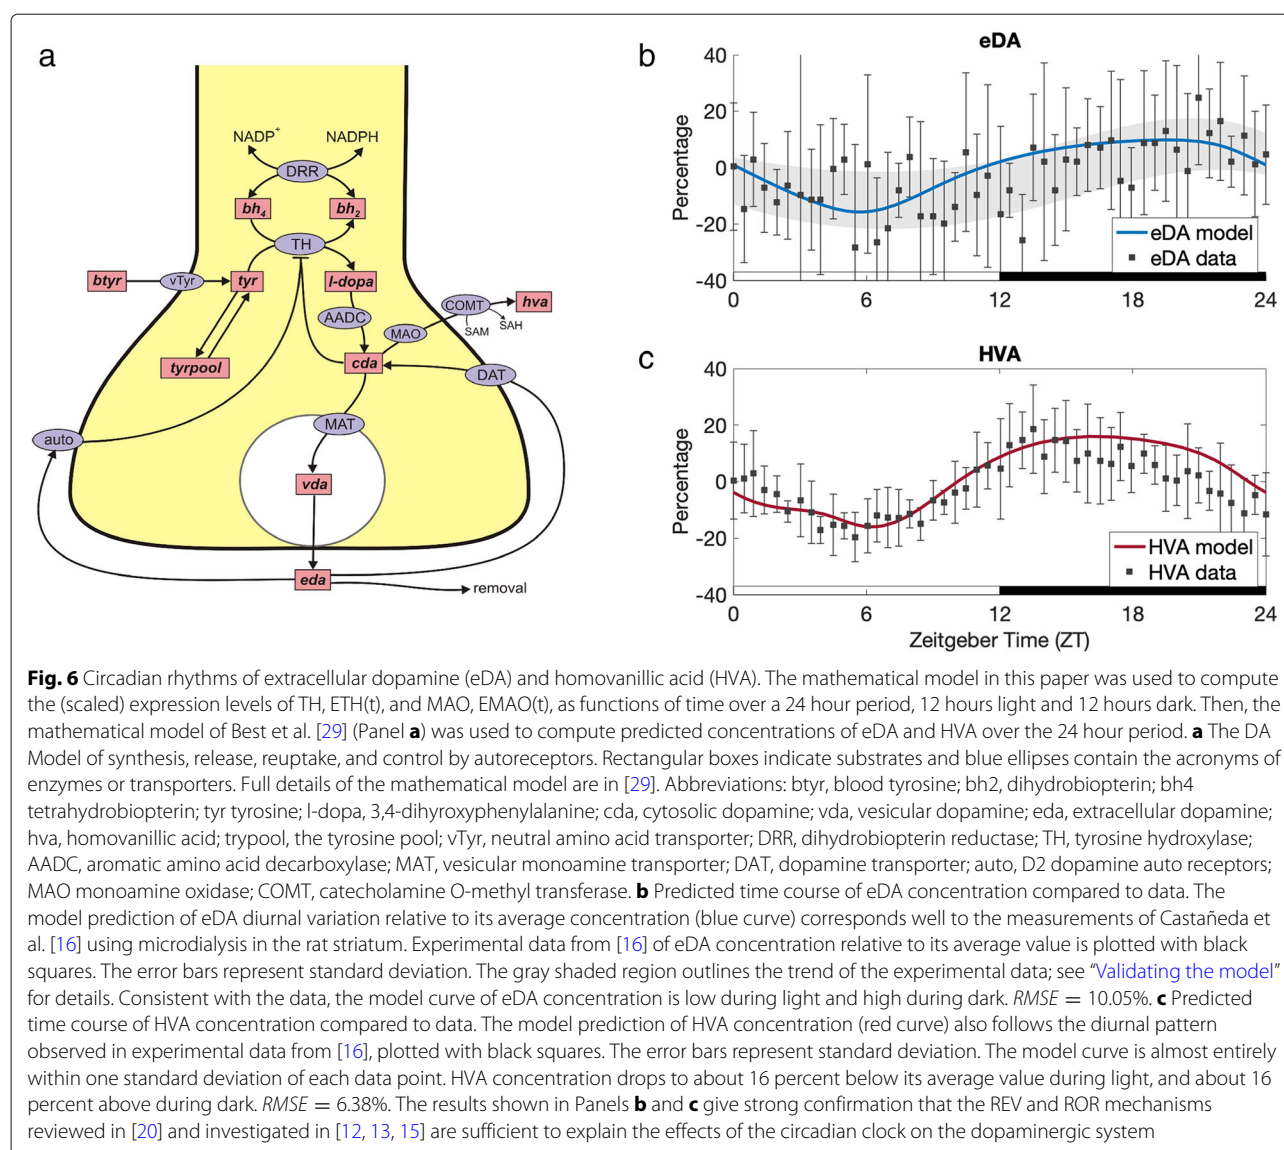 a
NADP+
NADPH
DRR
bh4
bh2
TH
btyr
vTyr
tyr
l-dopa
COMT
hva
SAM
SAH
AADC
MAO
tyrpool
cda
DAT
MAT
auto
vda
eda
removal
b
eDA
Percentage
40
20
0
-20
-40
eDA model
eDA data
0
6
12
18
24
c
HVA
Percentage
40
20
0
-20
-40
HVA model
HVA data
0
6
12
18
24
Zeitgeber Time (ZT)
Fig. 6 Circadian rhythms of extracellular dopamine (eDA) and homovanillic acid (HVA). The mathematical model in this paper was used to compute
the (scaled) expression levels of TH, ETH(t), and MAO, EMAO(t), as functions of time over a 24 hour period, 12 hours light and 12 hours dark. Then, the
mathematical model of Best et al. [29] (Panel a) was used to compute predicted concentrations of eDA and HVA over the 24 hour period. a The DA
Model of synthesis, release, reuptake, and control by autoreceptors. Rectangular boxes indicate substrates and blue ellipses contain the acronyms of
enzymes or transporters. Full details of the mathematical model are in [29]. Abbreviations: btyr, blood tyrosine; bh2, dihydrobiopterin; bh4
tetrahydrobiopterin; tyr tyrosine; l-dopa, 3,4-dihyroxyphenylalanine; cda, cytosolic dopamine; vda, vesicular dopamine; eda, extracellular dopamine;
hva, homovanillic acid; trypool, the tyrosine pool; vTyr, neutral amino acid transporter; DRR, dihydrobiopterin reductase; TH, tyrosine hydroxylase;
AADC, aromatic amino acid decarboxylase; MAT, vesicular monoamine transporter; DAT, dopamine transporter; auto, D2 dopamine auto receptors;
MAO monoamine oxidase; COMT, catecholamine O-methyl transferase. b Predicted time course of eDA concentration compared to data. The
model prediction of eDA diurnal variation relative to its average concentration (blue curve) corresponds well to the measurements of Castañeda et
al. [16] using microdialysis in the rat striatum. Experimental data from [16] of eDA concentration relative to its average value is plotted with black
squares. The error bars represent standard deviation. The gray shaded region outlines the trend of the experimental data; see “Validating the model”
for details. Consistent with the data, the model curve of eDA concentration is low during light and high during dark. RMSE = 10.05%. c Predicted
time course of HVA concentration compared to data. The model prediction of HVA concentration (red curve) also follows the diurnal pattern
observed in experimental data from [16], plotted with black squares. The error bars represent standard deviation. The model curve is almost entirely
within one standard deviation of each data point. HVA concentration drops to about 16 percent below its average value during light, and about 16
percent above during dark. RMSE = 6.38%. The results shown in Panels b and c give strong confirmation that the REV and ROR mechanisms
reviewed in [20] and investigated in [12, 13, 15] are sufficient to explain the effects of the circadian clock on the dopaminergic system